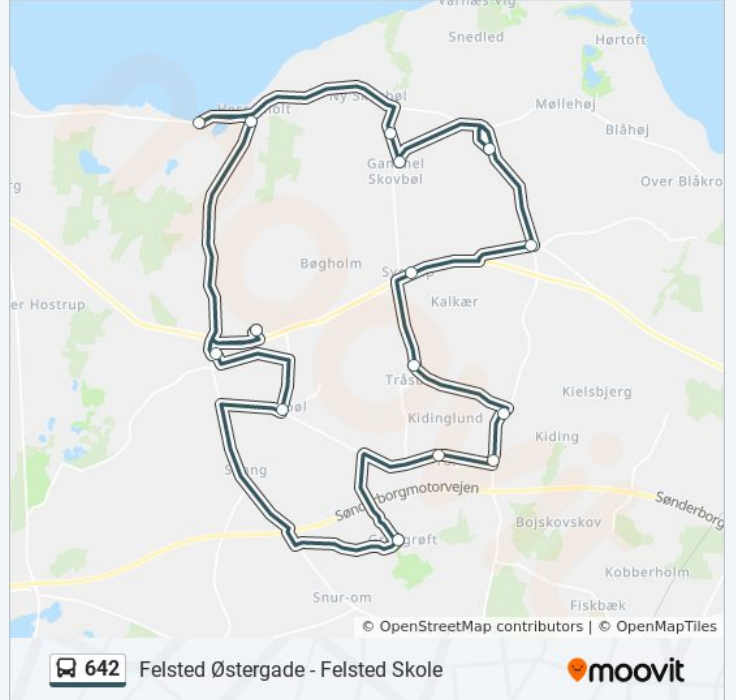 Varnæs Vig
Snedled
Hørtoft
Ny Skovbøl
Møllehøj
Blåhøj
Gammel
Skovbøl
Over Blåkro
rg
Bøgholm
er Hostrup
Kalkær
Kielsbjerg
Kidinglund
Kiding
Sønderborgmotorvejen
Sønderborg
Bojskovskov
Kobberholm
Snur-om
Fiskbæk
© OpenStreetMap contributors | © OpenMapTiles
642 Felsted Østergade - Felsted Skole
moovit